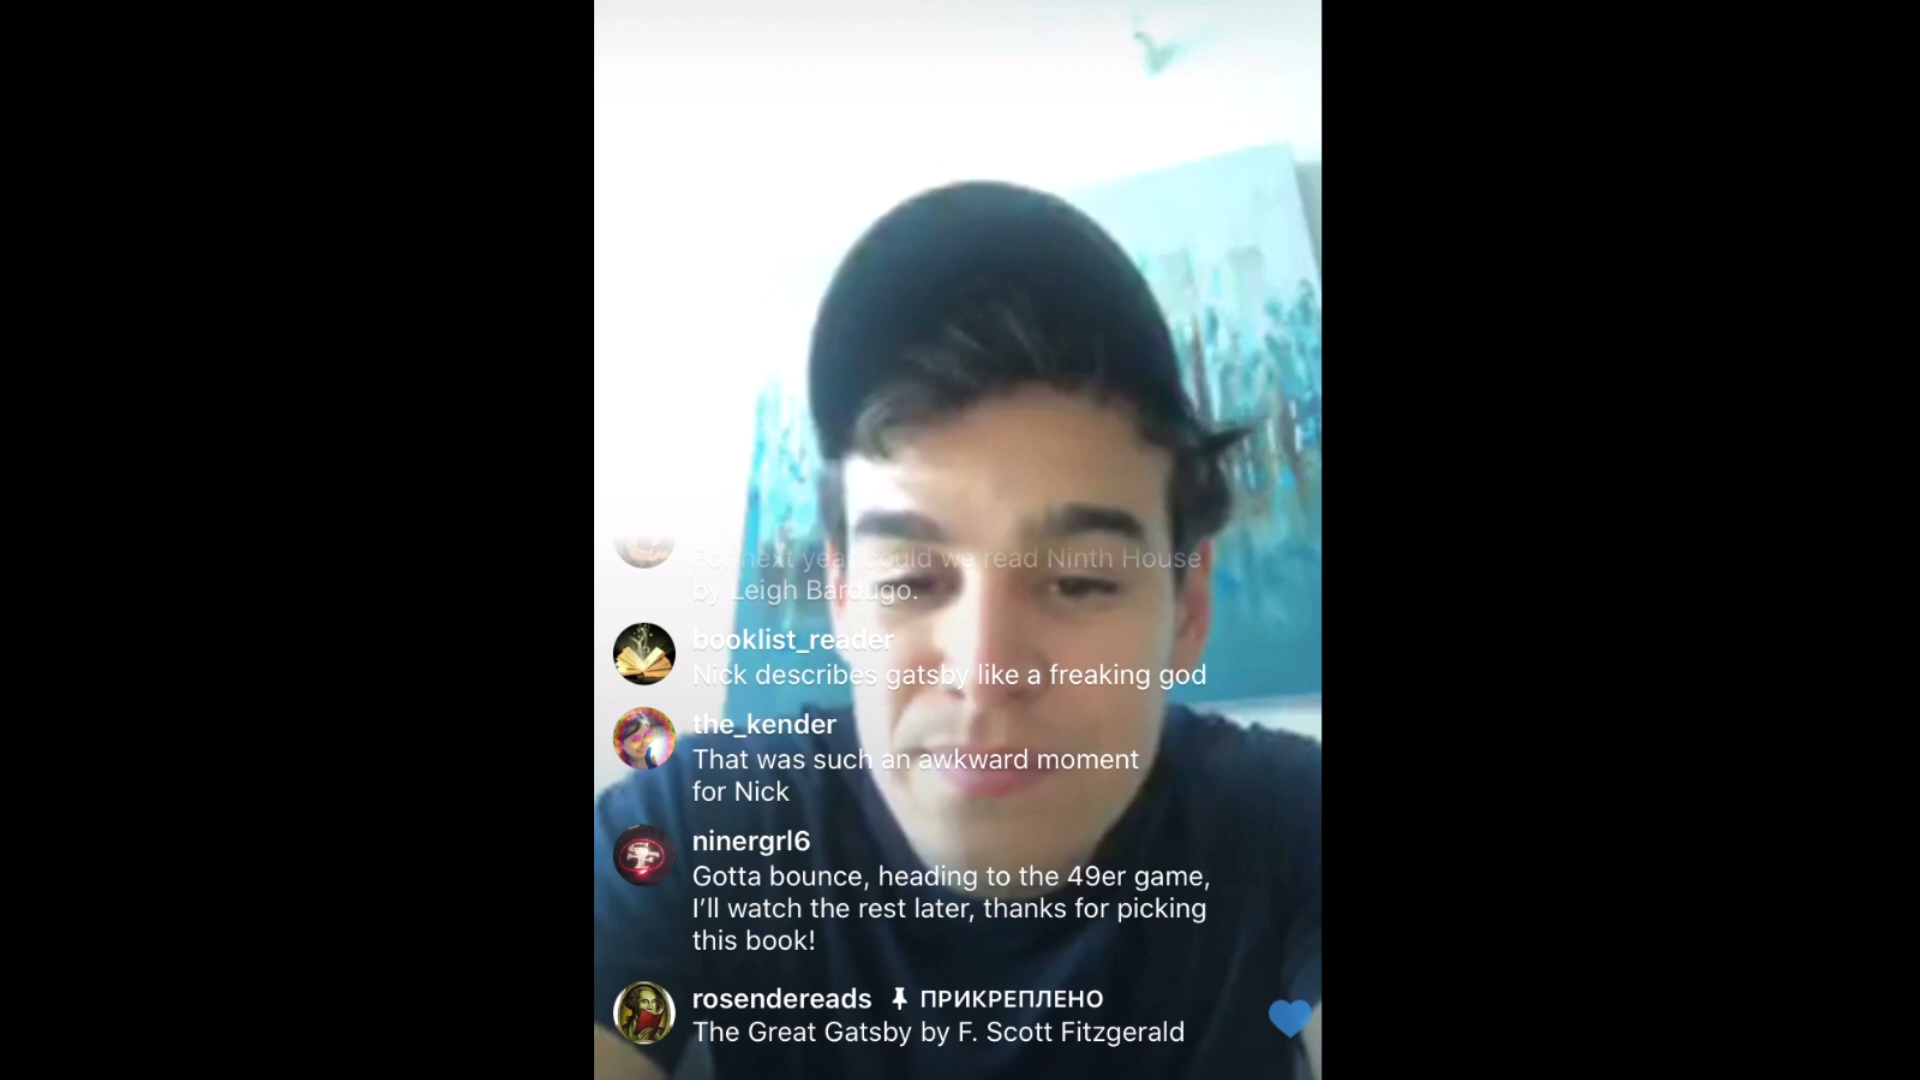 For next year could we read Ninth House
by Leigh Bardugo.
booklist_reader
Nick describes gatsby like a freaking god
the_kender
That was such an awkward moment
for Nick
ninergrl6
Gotta bounce, heading to the 49er game,
I’ll watch the rest later, thanks for picking
this book!
rosendereads ПРИКРЕПЛЕНО
The Great Gatsby by F. Scott Fitzgerald